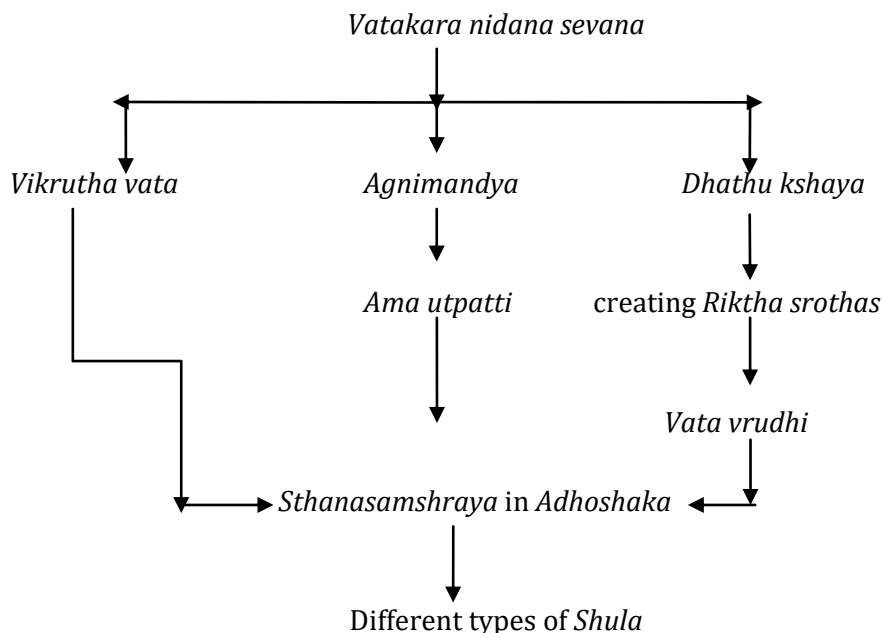 Vatakara nidana sevana
Vikrutha vata
Agnimandya
Dhathu kshaya
Ama utpatti
creating Riktha srothas
Vata vrudhi
Sthanasamshraya in Adhoshaka
Different types of Shula